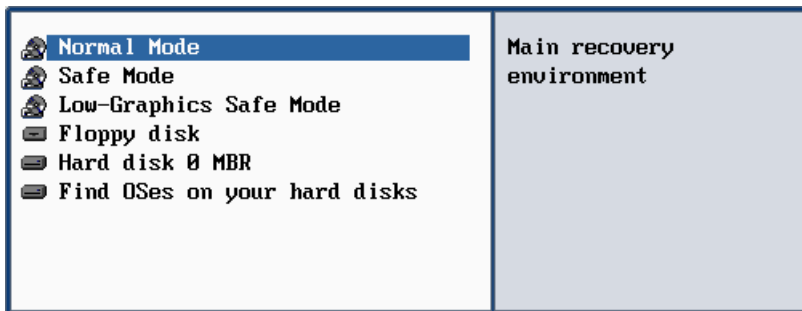 Normal Mode
Safe Mode
Low-Graphics Safe Mode
Floppy disk
Hard disk 0 MBR
Find OSes on your hard disks
Main recovery
environment